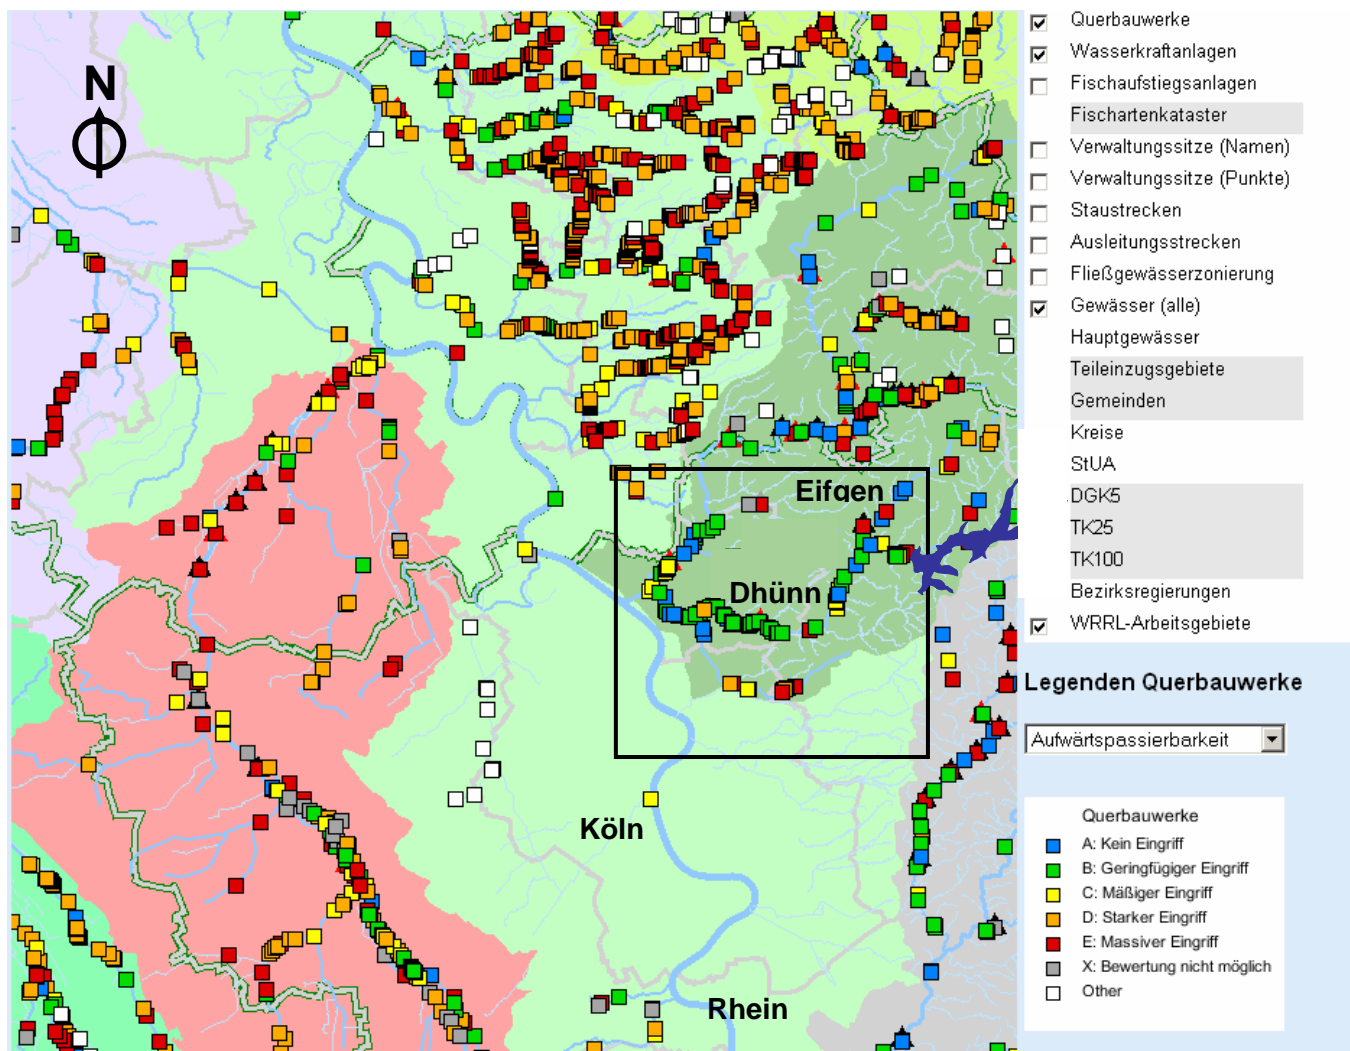 N
Eifgen
Dhünn
Köln
Rhein
Querbauwerke
Wasserkraftanlagen
Fischaufstiegsanlagen
Fischartenkataster
Verwaltungssitze (Namen)
Verwaltungssitze (Punkte)
Staustrecken
Ausleitungsstrecken
Fließgewässerzonierung
Gewässer (alle)
Hauptgewässer
Teileinzugsgebiete
Gemeinden
Kreise
StUA
DGK5
TK25
TK100
Bezirksregierungen
WRRL-Arbeitsgebiete
Legenden Querbauwerke
Aufwärtspassierbarkeit
Querbauwerke
A: Kein Eingriff
B: Geringfügiger Eingriff
C: Mäßiger Eingriff
D: Starker Eingriff
E: Massiver Eingriff
X: Bewertung nicht möglich
Other